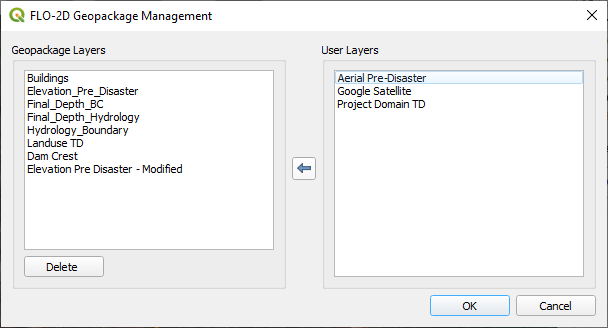 FLO-2D Geopackage Management
Geopackage Layers
Buildings
Elevation_Pre_Disaster
Final_Depth_BC
Final_Depth_Hydrology
Hydrology_Boundary
Landuse TD
Dam Crest
Elevation Pre Disaster - Modified
Delete
User Layers
Aerial Pre-Disaster
Google Satellite
Project Domain TD
OK
Cancel